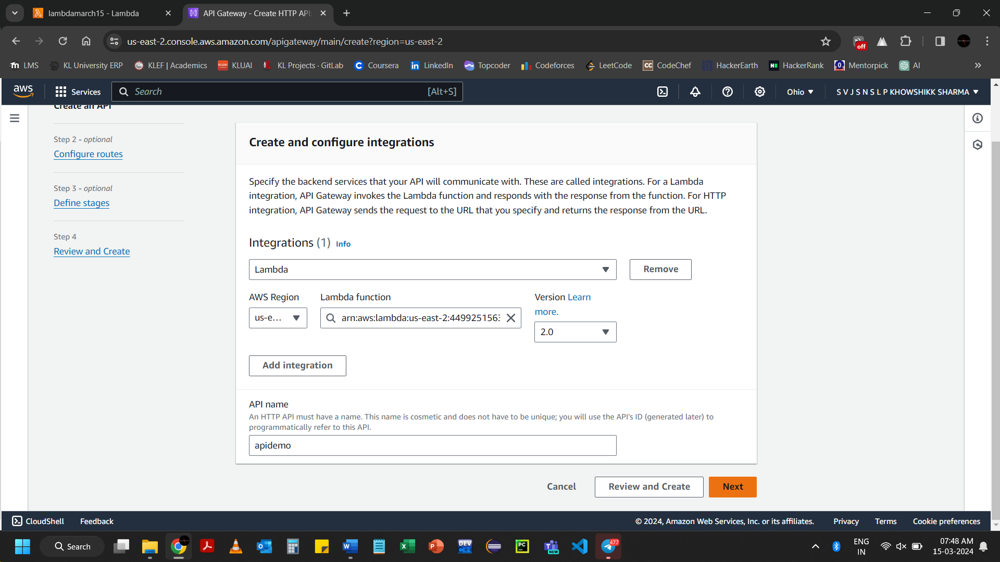 lambdamarch15 - Lambda
API Gateway - Create HTTP API
us-east-2.console.aws.amazon.com/apigateway/main/create?region=us-east-2
off
LMS
KL University ERP
KLEF | Academics
KLUAI
KL Projects · GitLab
Coursera
LinkedIn
Topcoder
Codeforces
LeetCode
CodeChef
HackerEarth
HackerRank
Mentorpick
AI
aws
Services
Search
[Alt+S]
Ohio
S V J S N S L P KHOWSHIKK SHARMA
Create an API
Step 2 - optional
Configure routes
Step 3 - optional
Define stages
Step 4
Review and Create
Create and configure integrations
Specify the backend services that your API will communicate with. These are called integrations. For a Lambda
integration, API Gateway invokes the Lambda function and responds with the response from the function. For HTTP
integration, API Gateway sends the request to the URL that you specify and returns the response from the URL.
Integrations (1) Info
Lambda
Remove
AWS Region
us-e...
Lambda function
arn:aws:lambda:us-east-2:449925156
Version Learn
more.
2.0
Add integration
API name
An HTTP API must have a name. This name is cosmetic and does not have to be unique; you will use the API's ID (generated later) to
programmatically refer to this API.
apidemo
Cancel
Review and Create
Next
CloudShell
Feedback
© 2024, Amazon Web Services, Inc. or its affiliates.
Privacy
Terms
Cookie preferences
Search
DEV
PC
NEW
477
ENG
IN
07:48 AM
15-03-2024